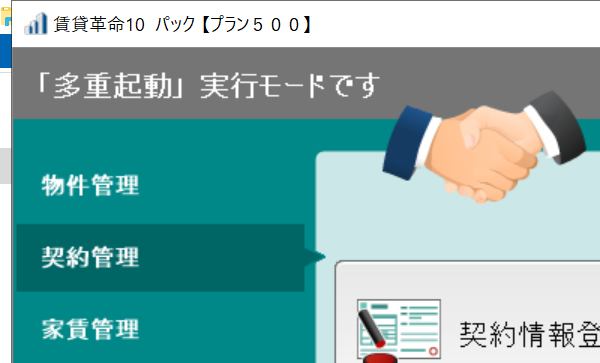 賃貸革命10 パック【プラン５００】
「多重起動」実行モードです
物件管理
契約管理
契約情報登
家賃管理